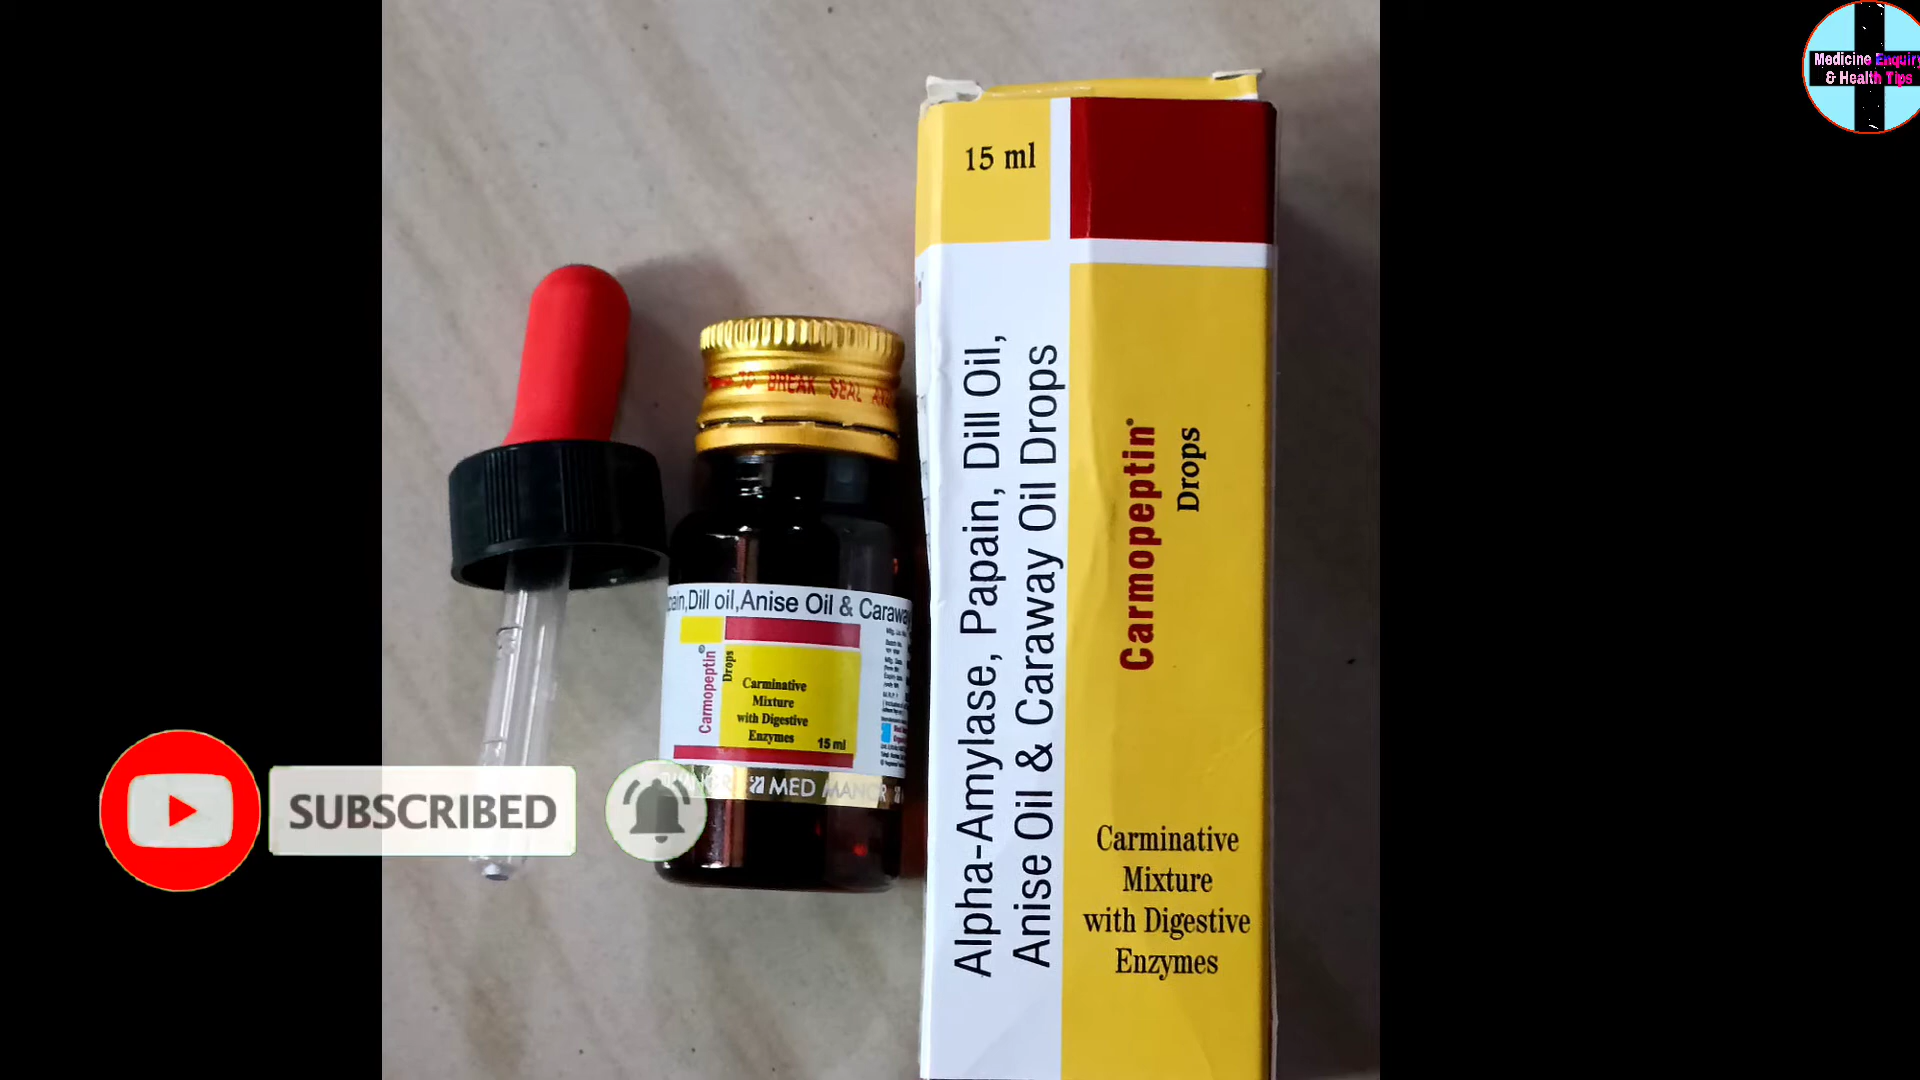 Medicine Enquiry
& Health Tips
15 ml
Alpha-Amylase, Papain, Dill Oil,
Anise Oil & Caraway Oil Drops
Carmopeptin®
Drops
Carminative
Mixture
with Digestive
Enzymes
TO BREAK SEAL
Dill oil, Anise Oil &
Carmopeptin®
Drops
Carminative
Mixture
with Digestive
Enzymes
15 ml
MED MANOR
SUBSCRIBED